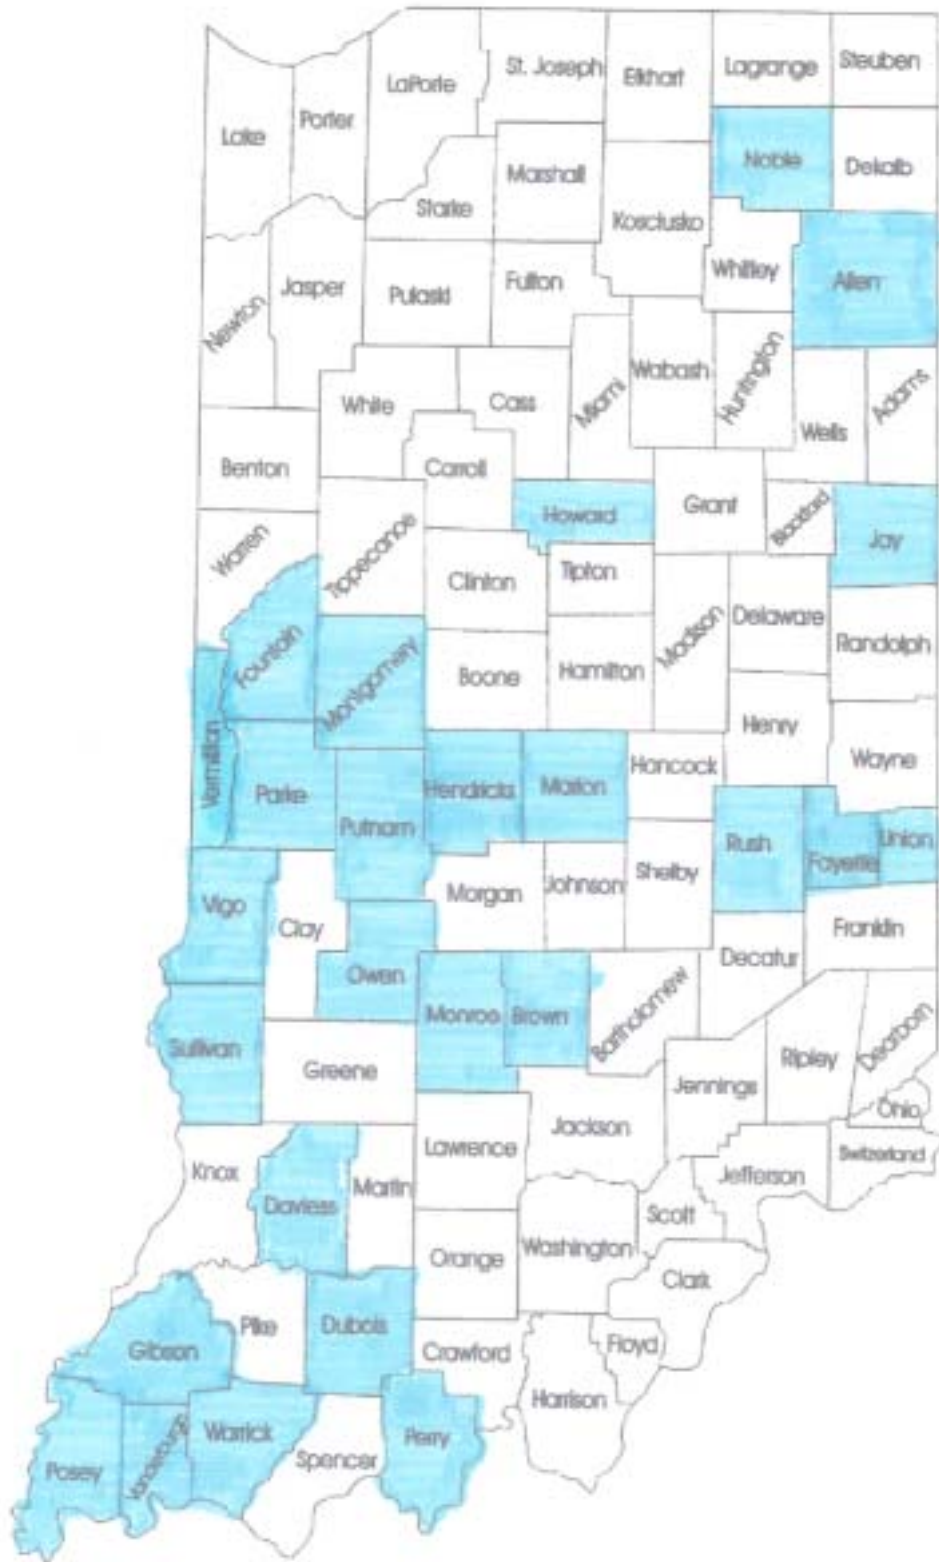 St. Joseph
Elkhart
Lagrange
Steuben
LaPorte
Porter
Lake
Noble
Dekalb
Marshall
Starke
Kosciusko
Whitley
Allen
Jasper
Pulaski
Fulton
Newton
Miami
Wabash
Huntington
Adams
White
Cass
Wells
Benton
Carroll
Grant
Blackford
Howard
Jay
Warren
Tippecanoe
Clinton
Tipton
Madison
Delaware
Randolph
Fountain
Montgomery
Boone
Hamilton
Henry
Wayne
Vermillion
Parke
Putnam
Hendricks
Marion
Hancock
Rush
Fayette
Union
Vigo
Clay
Morgan
Johnson
Shelby
Franklin
Owen
Decatur
Monroe
Brown
Bartholomew
Sullivan
Greene
Jennings
Ripley
Dearborn
Ohio
Lawrence
Jackson
Switzerland
Knox
Daviess
Martin
Jefferson
Scott
Orange
Washington
Clark
Gibson
Pike
Dubois
Crawford
Floyd
Harrison
Posey
Vanderburgh
Warrick
Spencer
Perry